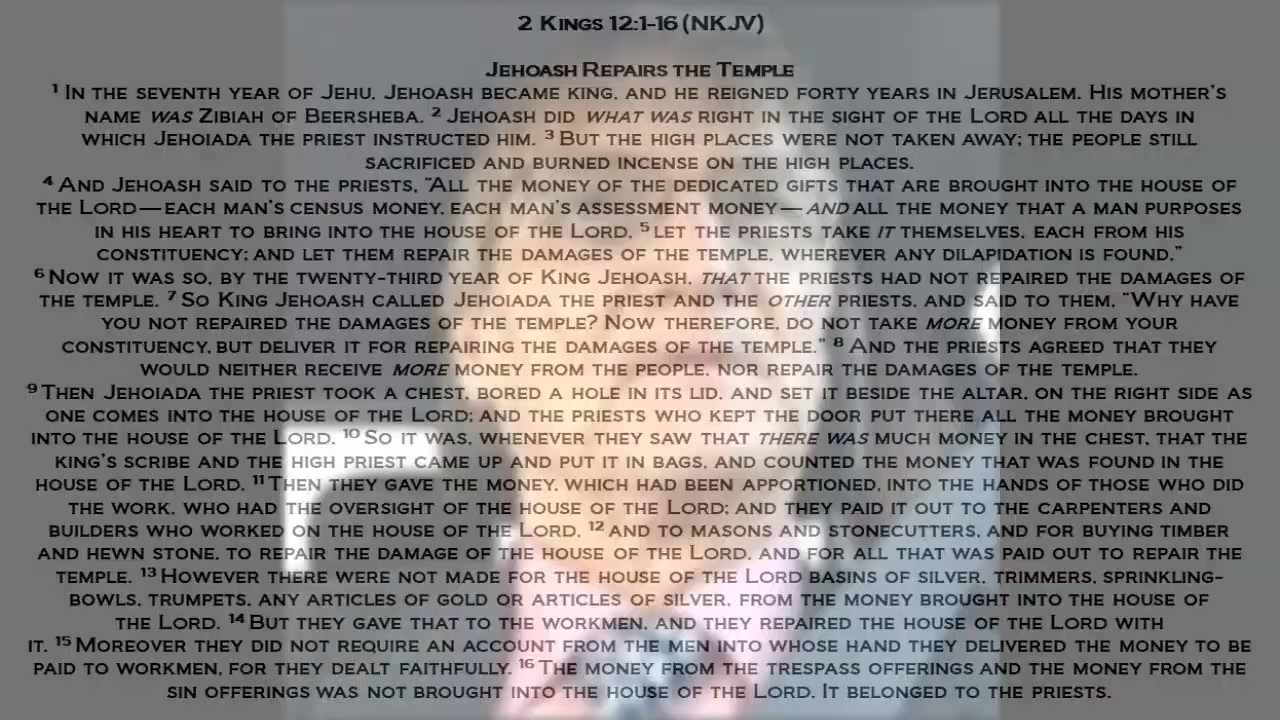 2 Kings 12:1-16 (NKJV)
Jehoash Repairs the Temple
1 In the seventh year of Jehu, Jehoash became king, and he reigned forty years in Jerusalem. His mother's
name was Zibiah of Beersheba. 2 Jehoash did what was right in the sight of the Lord all the days in
which Jehoiada the priest instructed him. 3 But the high places were not taken away; the people still
sacrificed and burned incense on the high places.
4 And Jehoash said to the priests, "All the money of the dedicated gifts that are brought into the house of
the Lord—each man's census money, each man's assessment money—and all the money that a man purposes
in his heart to bring into the house of the Lord, 5 let the priests take it themselves, each from his
constituency; and let them repair the damages of the temple, wherever any dilapidation is found."
6 Now it was so, by the twenty-third year of King Jehoash, that the priests had not repaired the damages of
the temple. 7 So King Jehoash called Jehoiada the priest and the other priests, and said to them, "Why have
you not repaired the damages of the temple? Now therefore, do not take more money from your
constituency, but deliver it for repairing the damages of the temple." 8 And the priests agreed that they
would neither receive more money from the people, nor repair the damages of the temple.
9 Then Jehoiada the priest took a chest, bored a hole in its lid, and set it beside the altar, on the right side as
one comes into the house of the Lord; and the priests who kept the door put there all the money brought
into the house of the Lord. 10 So it was, whenever they saw that there was much money in the chest, that the
king's scribe and the high priest came up and put it in bags, and counted the money that was found in the
house of the Lord. 11 Then they gave the money, which had been apportioned, into the hands of those who did
the work, who had the oversight of the house of the Lord; and they paid it out to the carpenters and
builders who worked on the house of the Lord, 12 and to masons and stonecutters, and for buying timber
and hewn stone, to repair the damage of the house of the Lord, and for all that was paid out to repair the
temple. 13 However there were not made for the house of the Lord basins of silver, trimmers, sprinkling-
bowls, trumpets, any articles of gold or articles of silver, from the money brought into the house of
the Lord. 14 But they gave that to the workmen, and they repaired the house of the Lord with
it. 15 Moreover they did not require an account from the men into whose hand they delivered the money to be
paid to workmen, for they dealt faithfully. 16 The money from the trespass offerings and the money from the
sin offerings was not brought into the house of the Lord. It belonged to the priests.